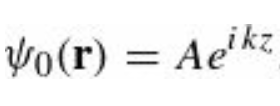 ψ₀(𝐫) = Ae^{ikz}